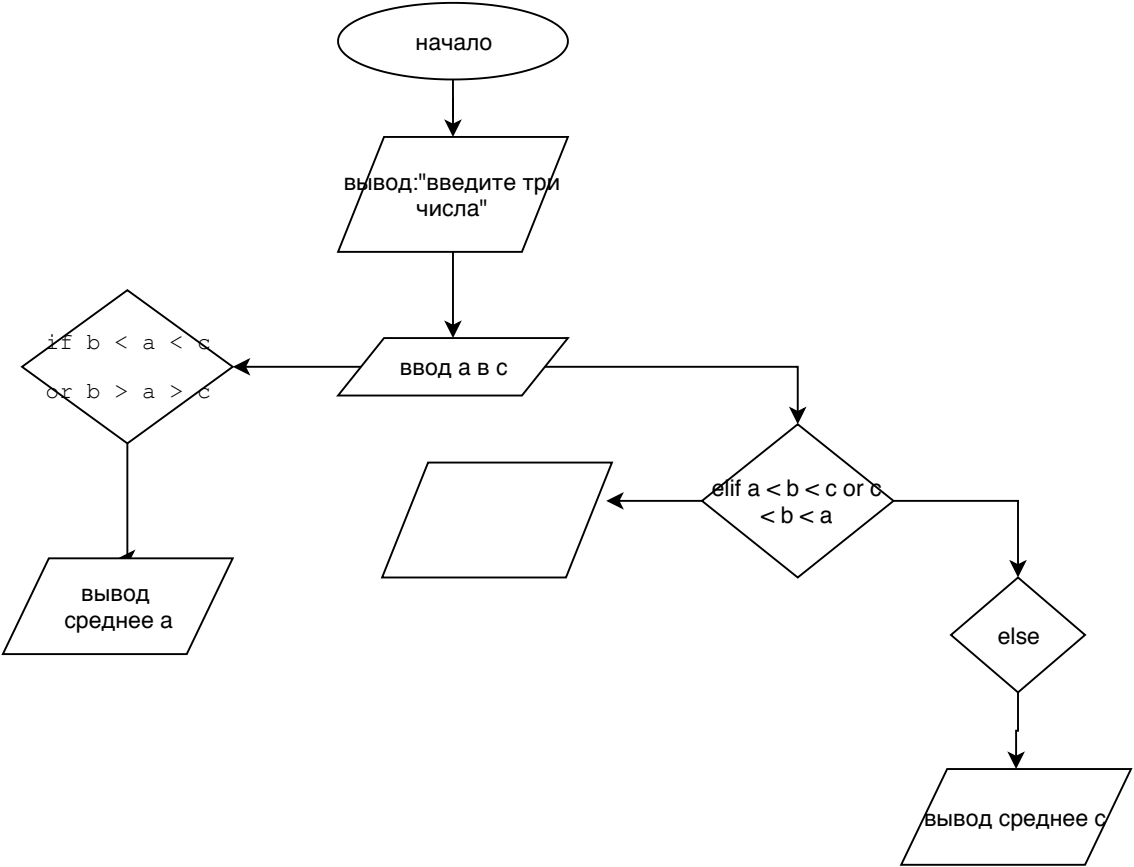 начало
вывод:"введите три
числа"
if b < a < c
or b > a > c
ввод а в с
elif a < b < c or c
< b < a
вывод
среднее а
else
вывод среднее с